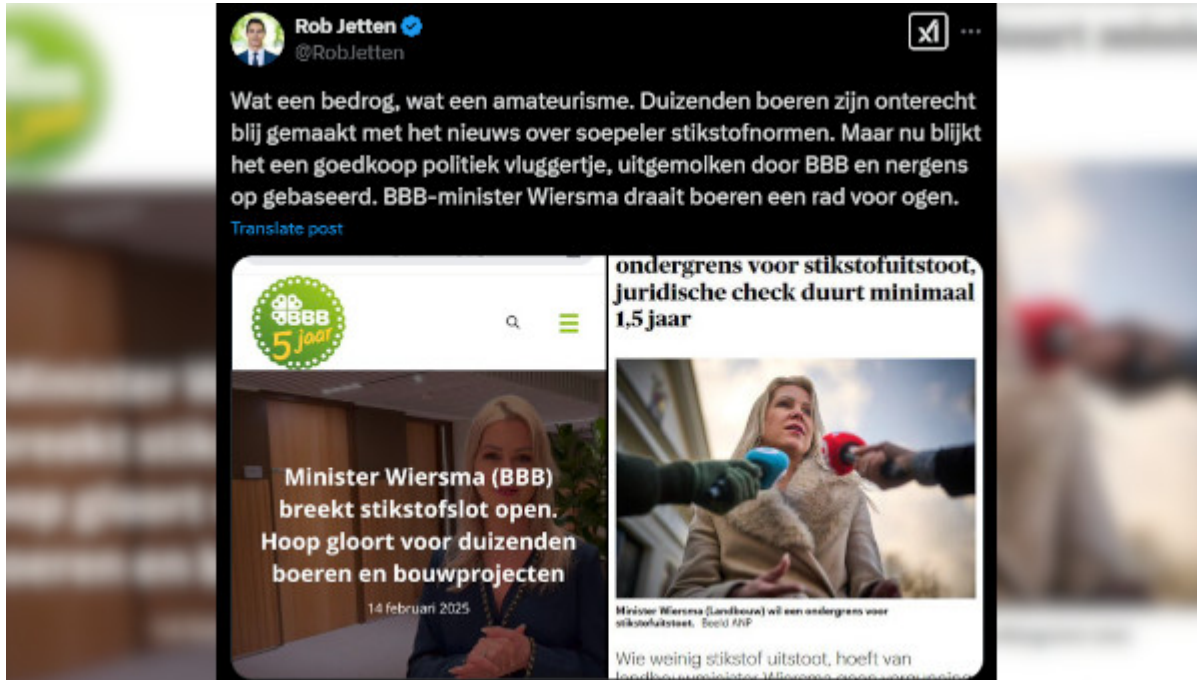 Rob Jetten
@RobJetten
Wat een bedrog, wat een amateurisme. Duizenden boeren zijn onterecht
blij gemaakt met het nieuws over soepeler stikstofnormen. Maar nu blijkt
het een goedkoop politiek vluggertje, uitgemolken door BBB en nergens
op gebaseerd. BBB-minister Wiersma draait boeren een rad voor ogen.
Translate post
BBB
5 jaar
Minister Wiersma (BBB)
breekt stikstofslot open.
Hoop gloort voor duizenden
boeren en bouwprojecten
14 februari 2025
ondergrens voor stikstofuitstoot,
juridische check duurt minimaal
1,5 jaar
Minister Wiersma (Landbouw) wil een ondergrens voor
stikstofuitstoot. Beeld ANP
Wie weinig stikstof uitstoot, hoeft van
landbouwminister Wiersma geen vergunning